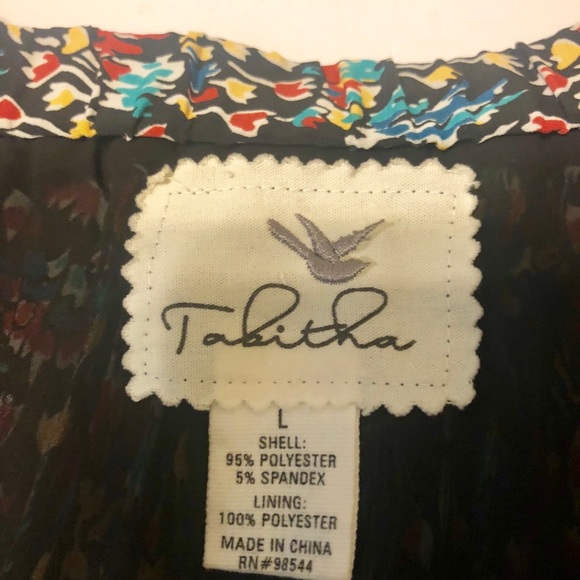 Tabitha
L
SHELL:
95% POLYESTER
5% SPANDEX
LINING:
100% POLYESTER
MADE IN CHINA
RN#98544